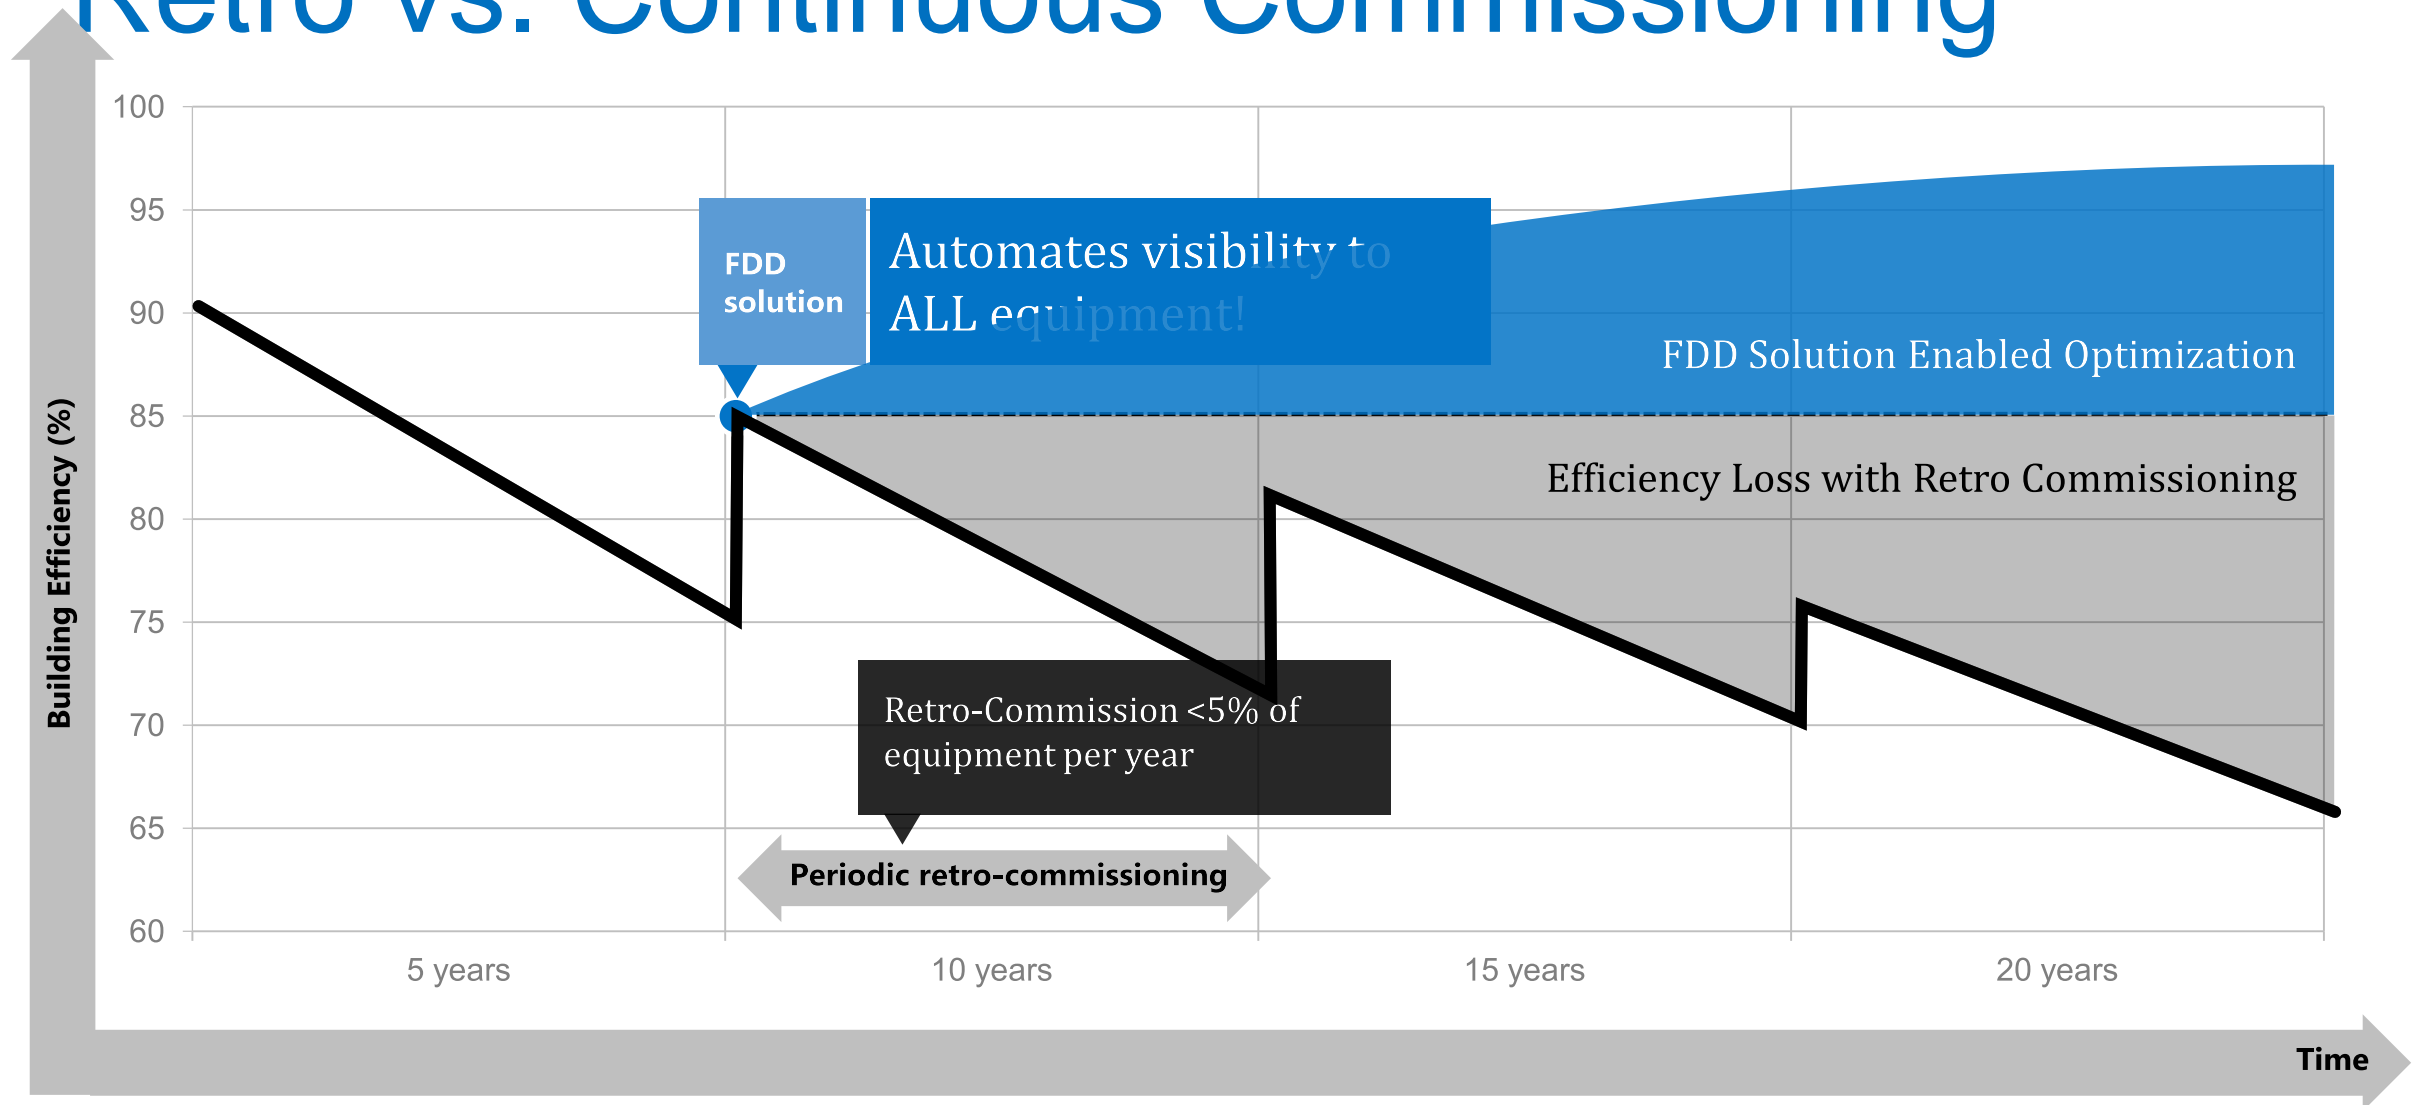 Retro vs. Continuous Commissioning
100
95
90
85
80
75
70
65
60
Building Efficiency (%)
FDD
solution
Automates visibility to
ALL equipment!
FDD Solution Enabled Optimization
Efficiency Loss with Retro Commissioning
Retro-Commission <5% of
equipment per year
Periodic retro-commissioning
5 years
10 years
15 years
20 years
Time